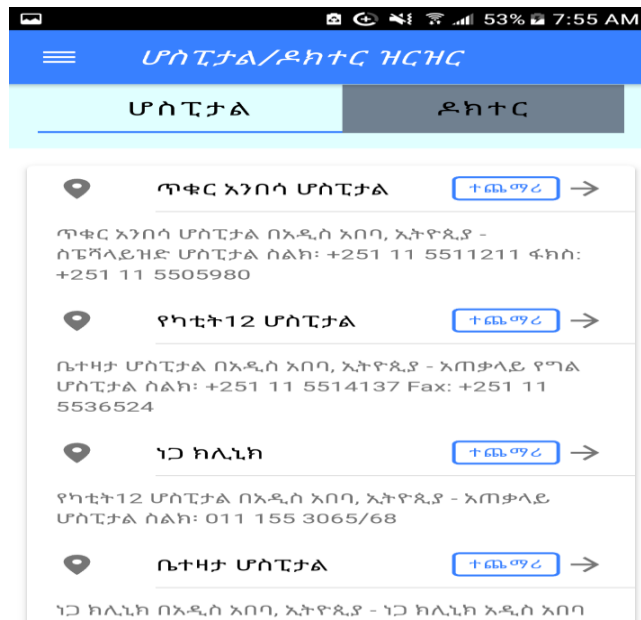 53% 7:55 AM
ሆስፒታል/ዶክተር ዝርዝር
ሆስፒታል ዶክተር
ጥቁር አንበሳ ሆስፒታል ተጨማሪ
ጥቁር አንበሳ ሆስፒታል በአዲስ አበባ, ኢትዮጲያ -
ስፔሻላይዝድ ሆስፒታል ስልክ፡ +251 11 5511211 ፋክስ:
+251 11 5505980
የካቲት12 ሆስፒታል ተጨማሪ
ቤተዛታ ሆስፒታል በአዲስ አበባ, ኢትዮጲያ - አጠቃላይ የግል
ሆስፒታል ስልክ፡ +251 11 5514137 Fax: +251 11
5536524
ነጋ ክሊኒክ ተጨማሪ
የካቲት12 ሆስፒታል በአዲስ አበባ, ኢትዮጲያ - አጠቃላይ
ሆስፒታል ስልክ: 011 155 3065/68
ቤተዛታ ሆስፒታል ተጨማሪ
ነጋ ክሊኒክ በአዲስ አበባ, ኢትዮጲያ - ነጋ ክሊኒክ አዲስ አበባ